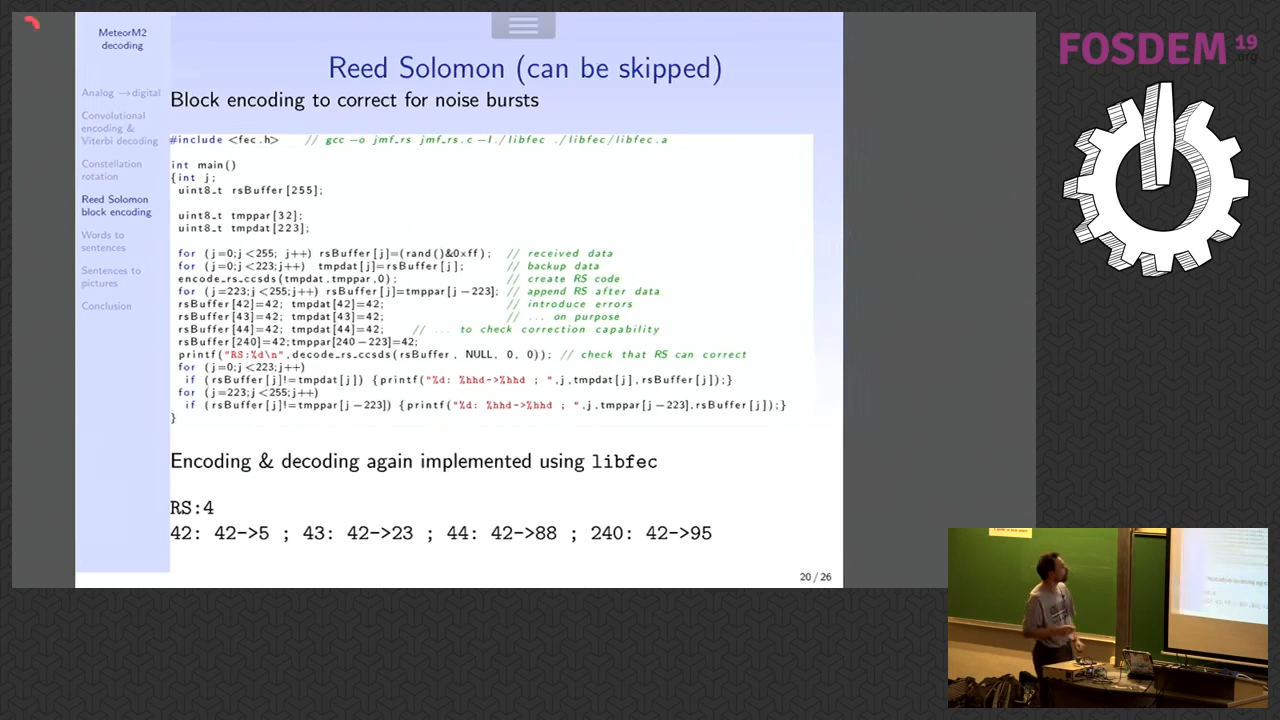 MeteorM2
decoding
Analog →digital
Convolutional
encoding &
Viterbi decoding
Constellation
rotation
Reed Solomon
block encoding
Words to
sentences
Sentences to
pictures
Conclusion
Reed Solomon (can be skipped)
Block encoding to correct for noise bursts
#include <fec.h> // gcc −o jmf_rs jmf_rs.c −I./libfec ./libfec/libfec.a
int main()
{int j;
uint8_t rsBuffer[255];
uint8_t tmppar[32];
uint8_t tmpdat[223];
for (j=0;j<255; j++) rsBuffer[j]=(rand()&0xff); // received data
for (j=0;j<223;j++) tmpdat[j]=rsBuffer[j]; // backup data
encode_rs_ccsds(tmpdat,tmppar,0); // create RS code
for (j=223;j<255;j++) rsBuffer[j]=tmppar[j−223]; // append RS after data
rsBuffer[42]=42; tmpdat[42]=42; // introduce errors
rsBuffer[43]=42; tmpdat[43]=42; // ... on purpose
rsBuffer[44]=42; tmpdat[44]=42; // ... to check correction capability
rsBuffer[240]=42;tmppar[240−223]=42;
printf("RS:%d\n",decode_rs_ccsds(rsBuffer, NULL, 0, 0)); // check that RS can correct
for (j=0;j<223;j++)
if (rsBuffer[j]!=tmpdat[j]) {printf("%d: %hhd->%hhd ; ",j,tmpdat[j],rsBuffer[j]);}
for (j=223;j<255;j++)
if (rsBuffer[j]!=tmppar[j−223]) {printf("%d: %hhd->%hhd ; ",j,tmppar[j−223],rsBuffer[j]);}
}
Encoding & decoding again implemented using libfec
RS:4
42: 42->5 ; 43: 42->23 ; 44: 42->88 ; 240: 42->95
20 / 26
FOSDEM 19
.org